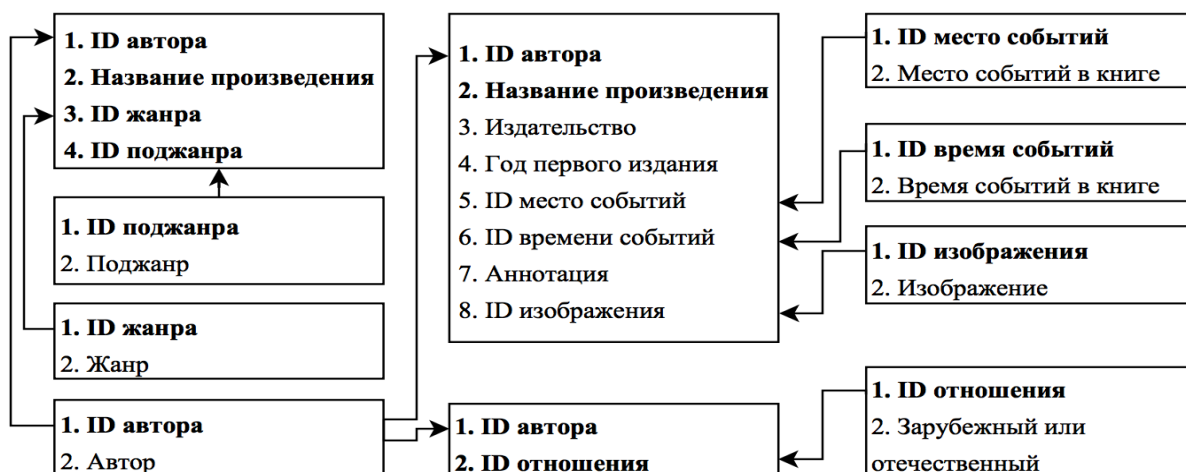 1. ID автора
2. Название произведения
3. ID жанра
4. ID поджанра
1. ID поджанра
2. Поджанр
1. ID жанра
2. Жанр
1. ID автора
2. Автор
1. ID автора
2. Название произведения
3. Издательство
4. Год первого издания
5. ID место событий
6. ID времени событий
7. Аннотация
8. ID изображения
1. ID автора
2. ID отношения
1. ID место событий
2. Место событий в книге
1. ID время событий
2. Время событий в книге
1. ID изображения
2. Изображение
1. ID отношения
2. Зарубежный или
отечественный